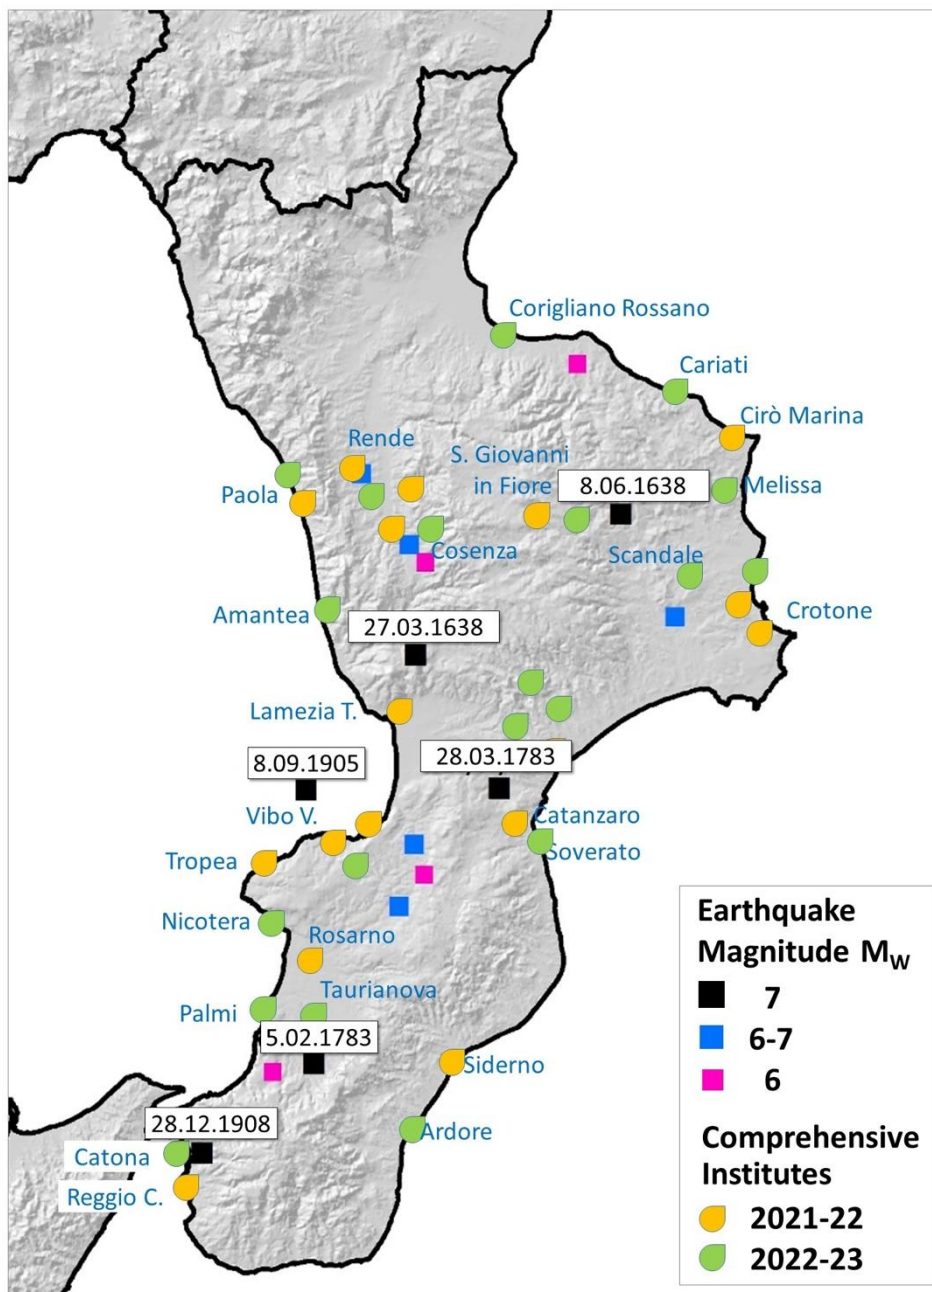 Corigliano Rossano
Cariati
Cirò Marina
Rende
S. Giovanni
in Fiore
8.06.1638
Melissa
Paola
Cosenza
Scandale
Amantea
27.03.1638
Crotone
Lamezia T.
8.09.1905
28.03.1783
Vibo V.
Catanzaro
Soverato
Tropea
Nicotera
Rosarno
Taurianova
Palmi
5.02.1783
Siderno
28.12.1908
Ardore
Catona
Reggio C.
Earthquake
Magnitude MW
7
6-7
6
Comprehensive
Institutes
2021-22
2022-23